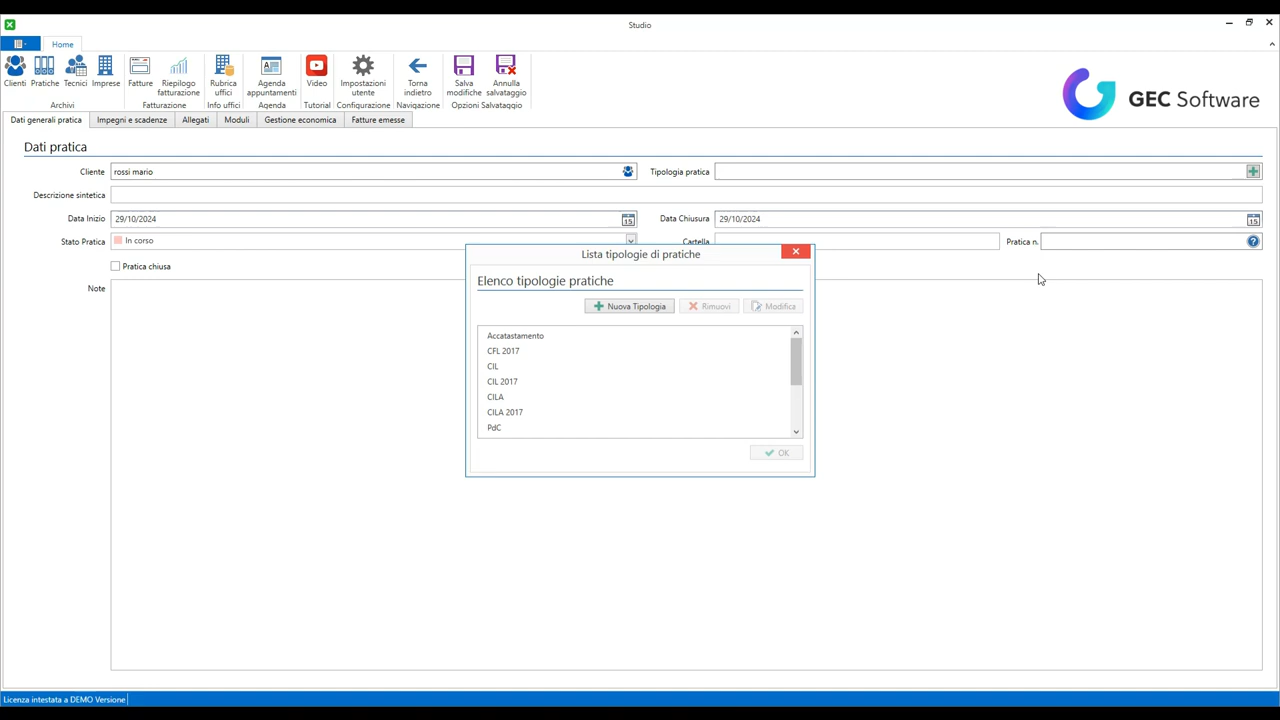 Studio
Home
Clienti Pratiche Tecnici Imprese Fatture Riepilogo fatturazione Rubrica uffici Agenda appuntamenti Video Impostazioni utente Torna indietro Salva modifiche Annulla salvataggio
Archivi Fatturazione Info uffici Agenda Tutorial Configurazione Navigazione Opzioni Salvataggio
GEC Software
Dati generali pratica Impegni e scadenze Allegati Moduli Gestione economica Fatture emesse
Dati pratica
Cliente rossi mario Tipologia pratica
Descrizione sintetica
Data Inizio 29/10/2024 15 Data Chiusura 29/10/2024 15
Stato Pratica In corso Cartella Pratica n.
Pratica chiusa
Note
Lista tipologie di pratiche
Elenco tipologie pratiche
Nuova Tipologia Rimuovi Modifica
Accatastamento
CFL 2017
CIL
CIL 2017
CILA
CILA 2017
PdC
OK
Licenza intestata a DEMO Versione